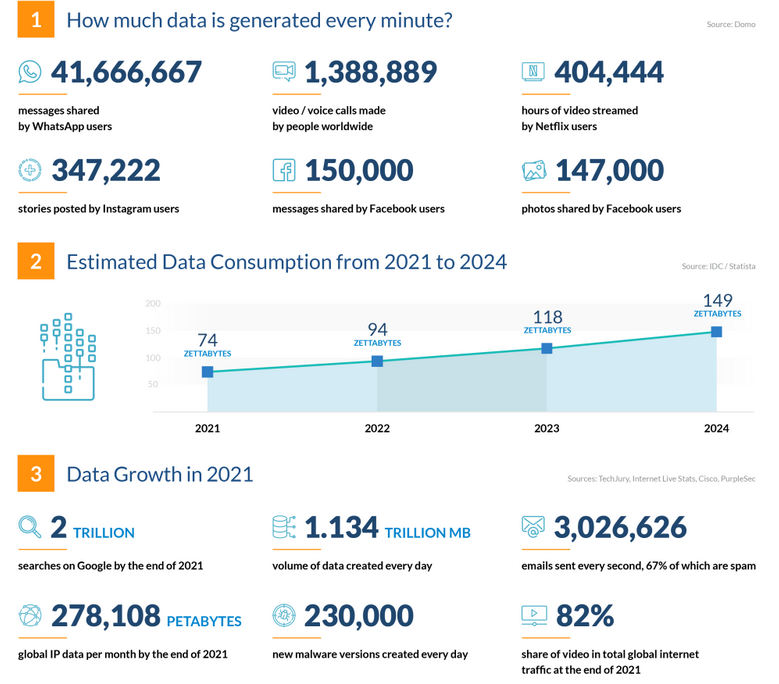 1 How much data is generated every minute?
Source: Domo
41,666,667
messages shared
by WhatsApp users
1,388,889
video / voice calls made
by people worldwide
404,444
hours of video streamed
by Netflix users
347,222
stories posted by Instagram users
150,000
messages shared by Facebook users
147,000
photos shared by Facebook users
2 Estimated Data Consumption from 2021 to 2024
Source: IDC / Statista
200
150
100
50
74
ZETTABYTES
94
ZETTABYTES
118
ZETTABYTES
149
ZETTABYTES
2021
2022
2023
2024
3 Data Growth in 2021
Sources: TechJury, Internet Live Stats, Cisco, PurpleSec
2 TRILLION
searches on Google by the end of 2021
1.134 TRILLION MB
volume of data created every day
3,026,626
emails sent every second, 67% of which are spam
278,108 PETABYTES
global IP data per month by the end of 2021
230,000
new malware versions created every day
82%
share of video in total global internet
traffic at the end of 2021